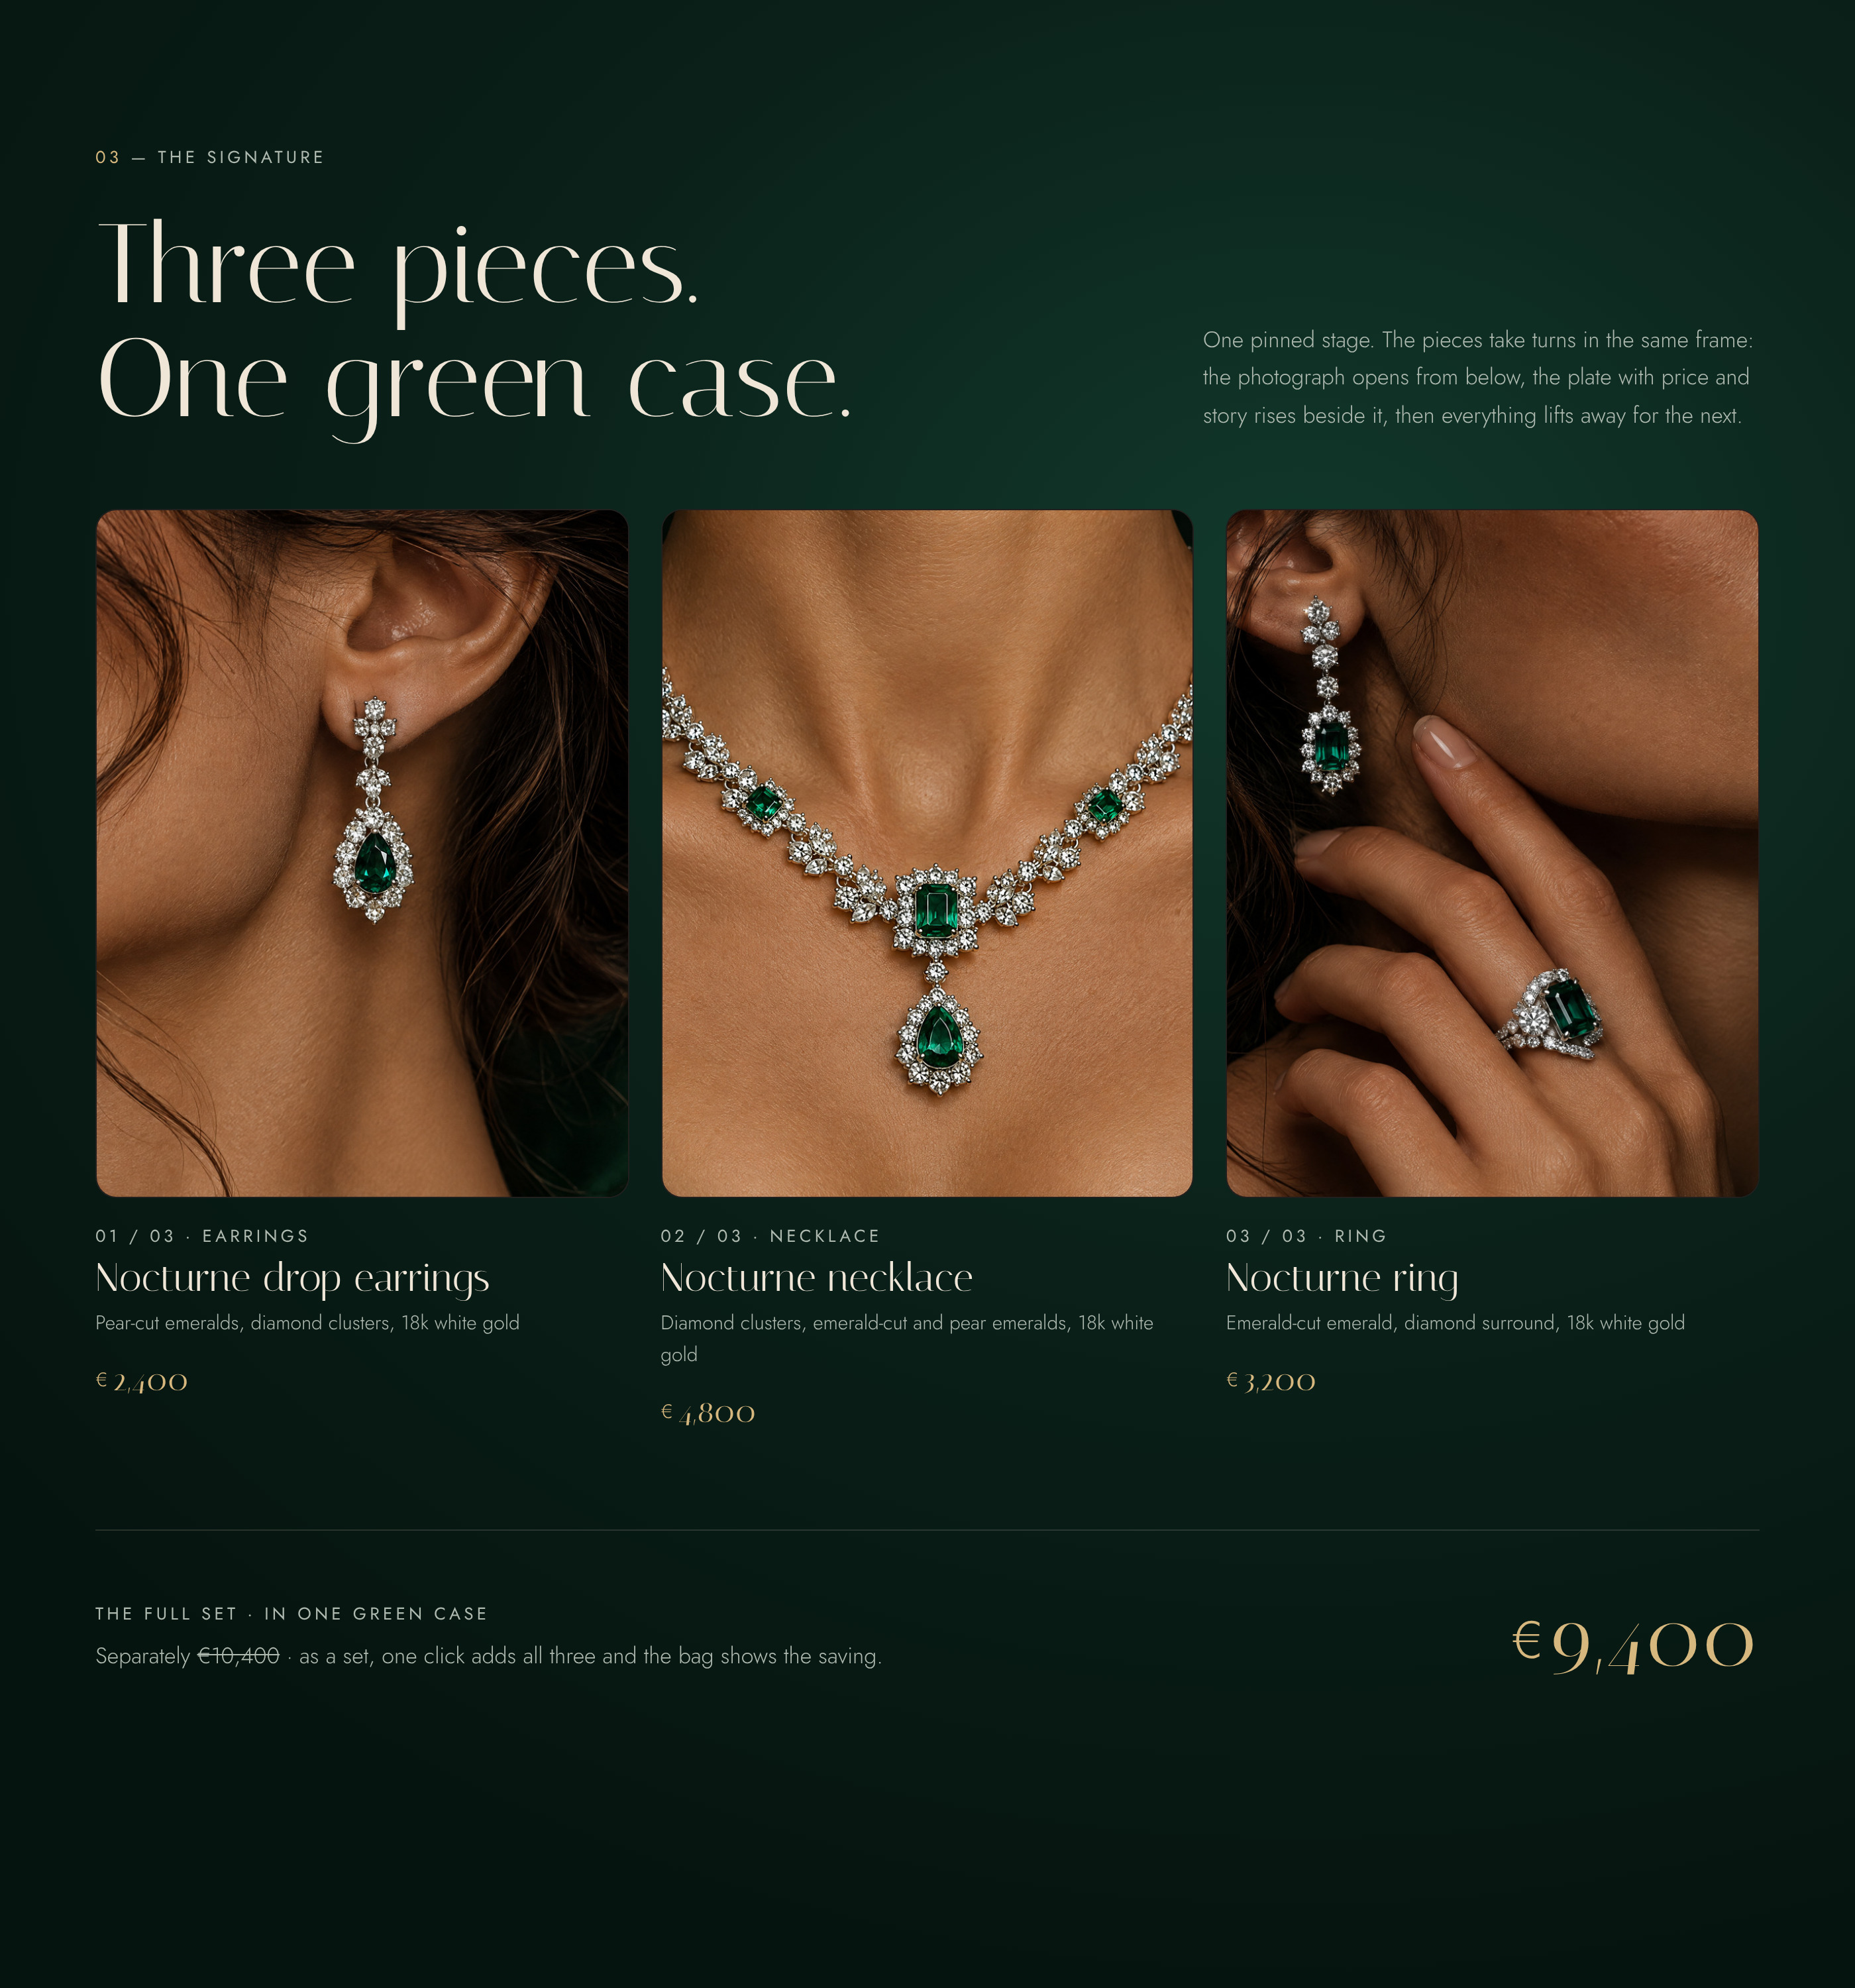 03 — THE SIGNATURE
Three pieces.
One green case.
One pinned stage. The pieces take turns in the same frame:
the photograph opens from below, the plate with price and
story rises beside it, then everything lifts away for the next.
01 / 03 · EARRINGS
Nocturne drop earrings
Pear-cut emeralds, diamond clusters, 18k white gold
€ 2,400
02 / 03 · NECKLACE
Nocturne necklace
Diamond clusters, emerald-cut and pear emeralds, 18k white
gold
€ 4,800
03 / 03 · RING
Nocturne ring
Emerald-cut emerald, diamond surround, 18k white gold
€ 3,200
THE FULL SET · IN ONE GREEN CASE
Separately €10,400 · as a set, one click adds all three and the bag shows the saving.
€ 9,400